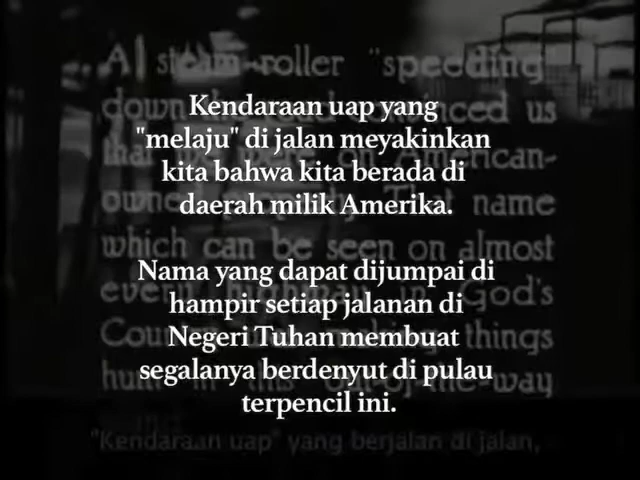 Kendaraan uap yang
"melaju" di jalan meyakinkan
kita bahwa kita berada di
daerah milik Amerika.
Nama yang dapat dijumpai di
hampir setiap jalanan di
Negeri Tuhan membuat
segalanya berdenyut di pulau
terpencil ini.
A steam-roller "speeding
down us
American-
name
which can be seen on almost
God's
things
way
"Kendaraan uap" yang berjalan di jalan,